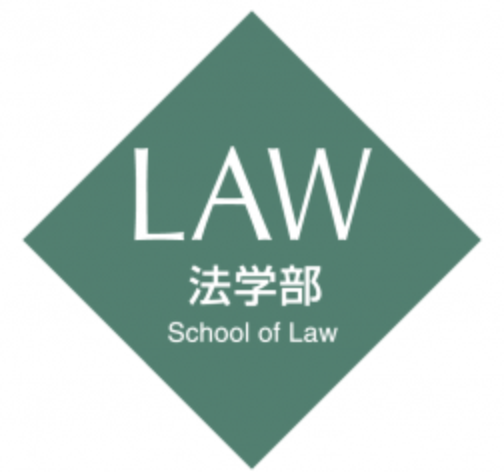 LAW
法学部
School of Law